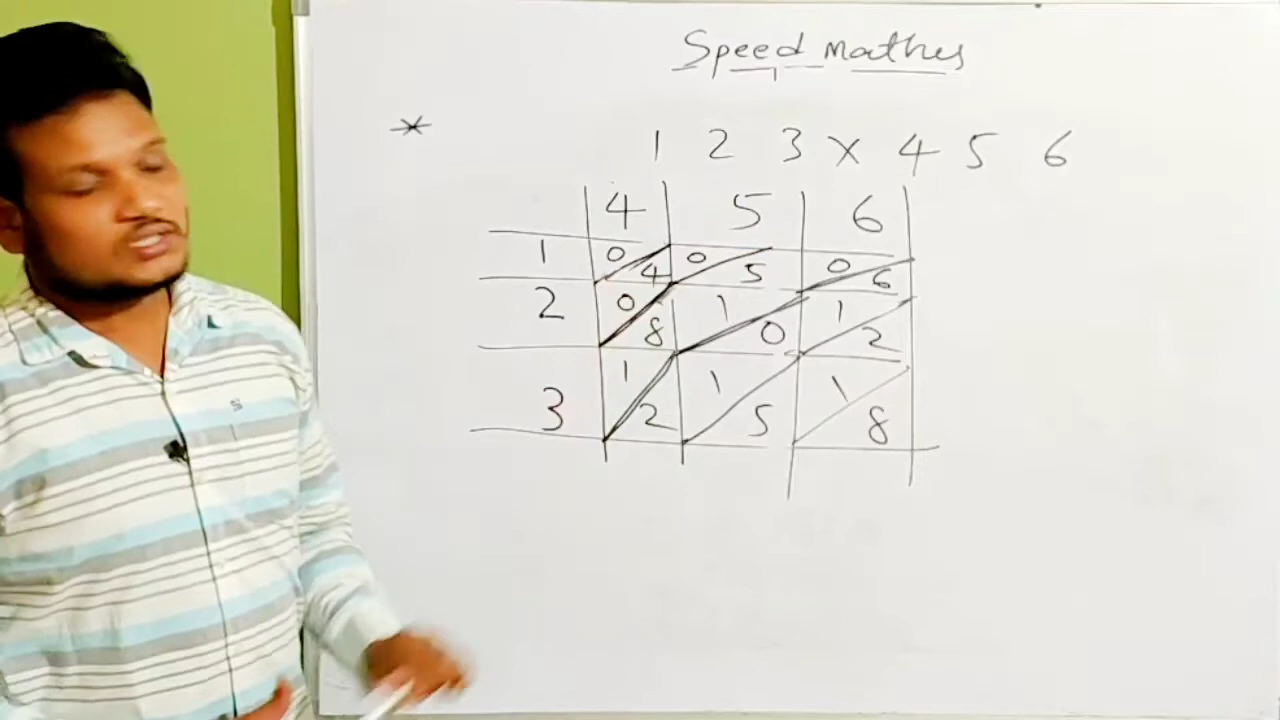 Speed mathes
* 1 2 3 x 4 5 6
4 5 6
1 0 4 0 5 0 6
2 0 8 1 0 1 2
3 1 2 1 5 1 8